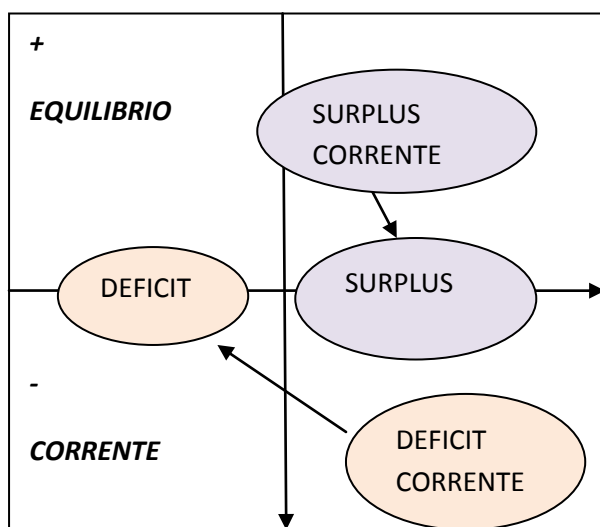 +
EQUILIBRIO
SURPLUS
CORRENTE
DEFICIT
SURPLUS
-
CORRENTE
DEFICIT
CORRENTE